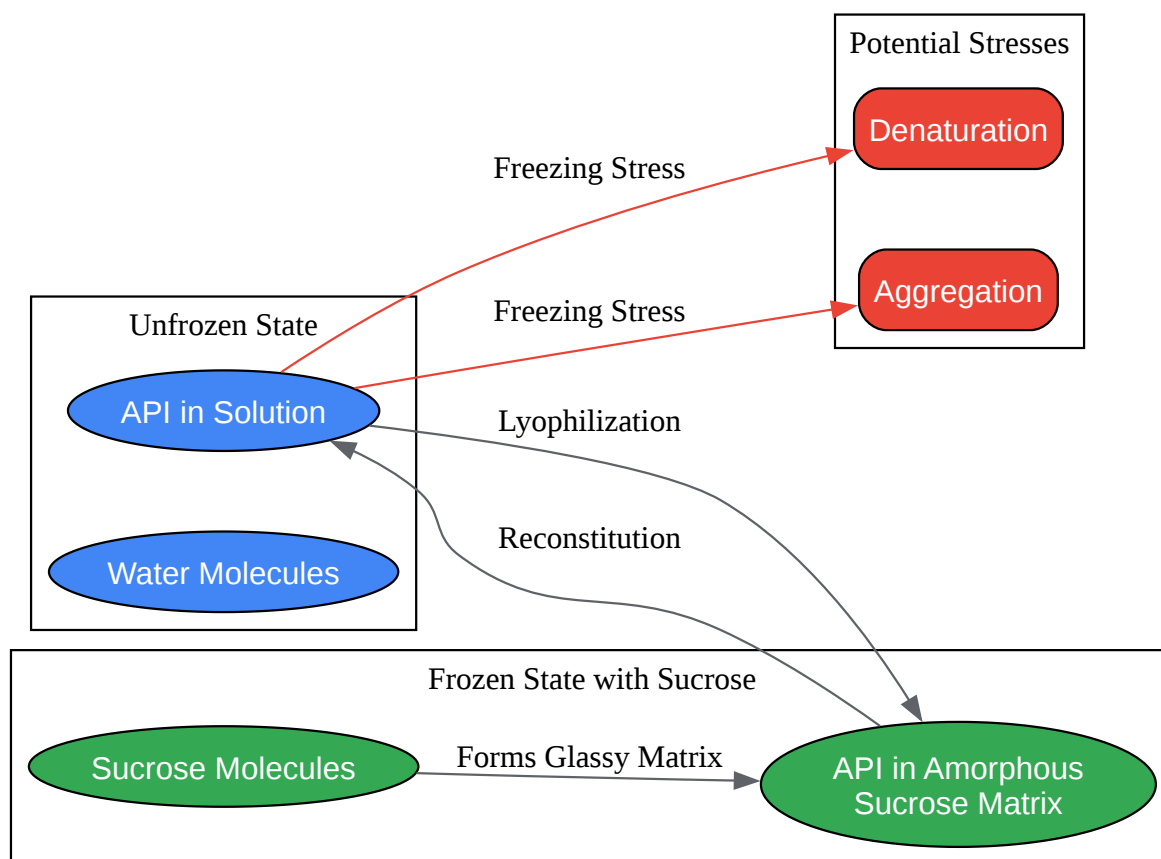 Potential Stresses
Denaturation
Freezing Stress
Aggregation
Freezing Stress
Unfrozen State
API in Solution
Lyophilization
Reconstitution
Water Molecules
Frozen State with Sucrose
Sucrose Molecules
Forms Glassy Matrix
API in Amorphous
Sucrose Matrix